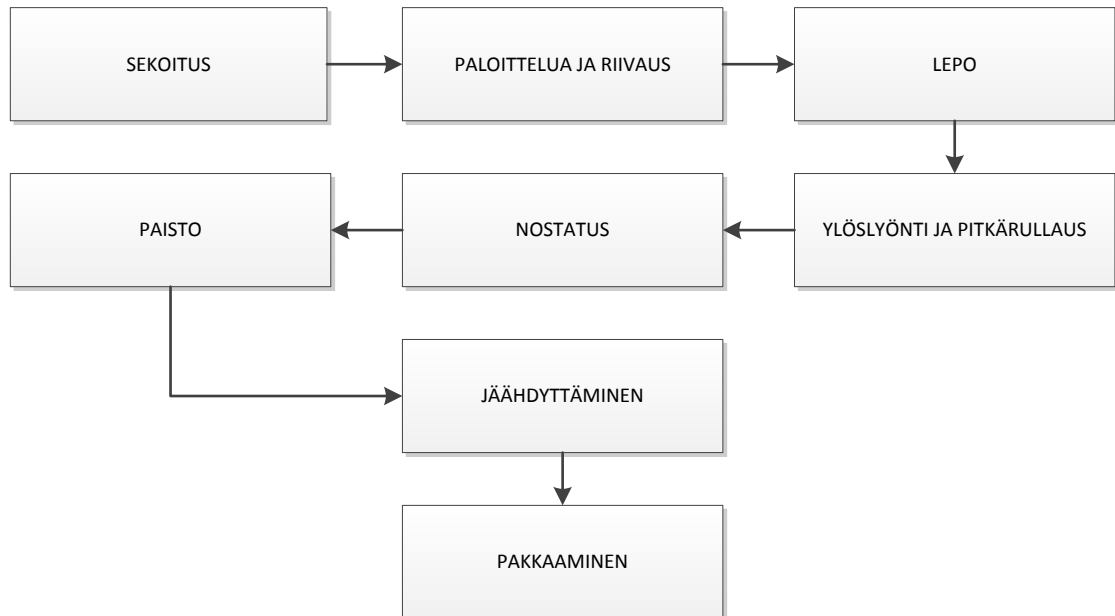 SEKOITUS
PALOITTELUA JA RIIVAUS
LEPO
YLÖSLYÖNTI JA PITKÄRULLAUS
NOSTATUS
PAISTO
JÄÄHDYTTÄMINEN
PAKKAAMINEN